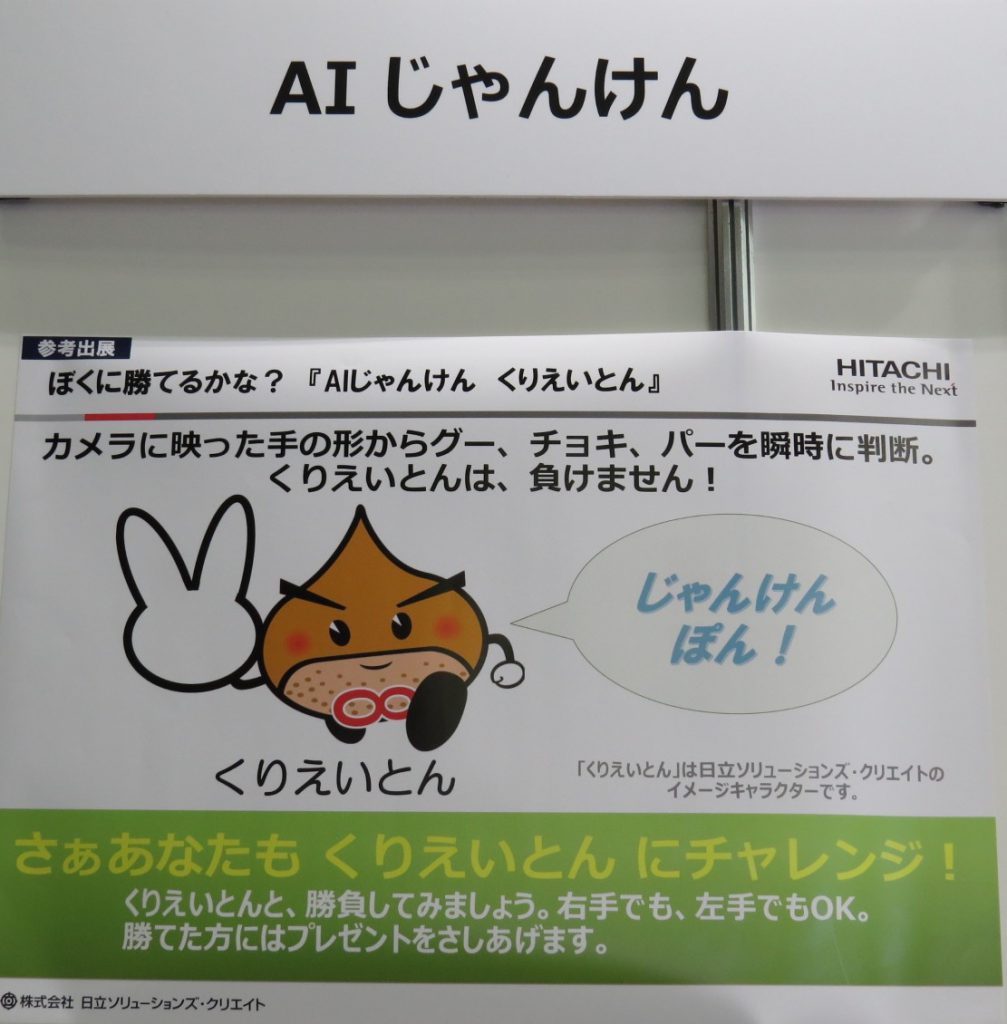 AI じゃんけん
参考出展
ぼくに勝てるかな？ 『AIじゃんけん くりえいとん』
HITACHI
Inspire the Next
カメラに映った手の形からグー、チョキ、パーを瞬時に判断。
くりえいとんは、負けません！
じゃんけん
ぽん！
くりえいとん
「くりえいとん」は日立ソリューションズ・クリエイトの
イメージキャラクターです。
さぁあなたも くりえいとん にチャレンジ！
くりえいとんと、勝負してみましょう。右手でも、左手でもOK。
勝てた方にはプレゼントをさしあげます。
株式会社 日立ソリューションズ・クリエイト